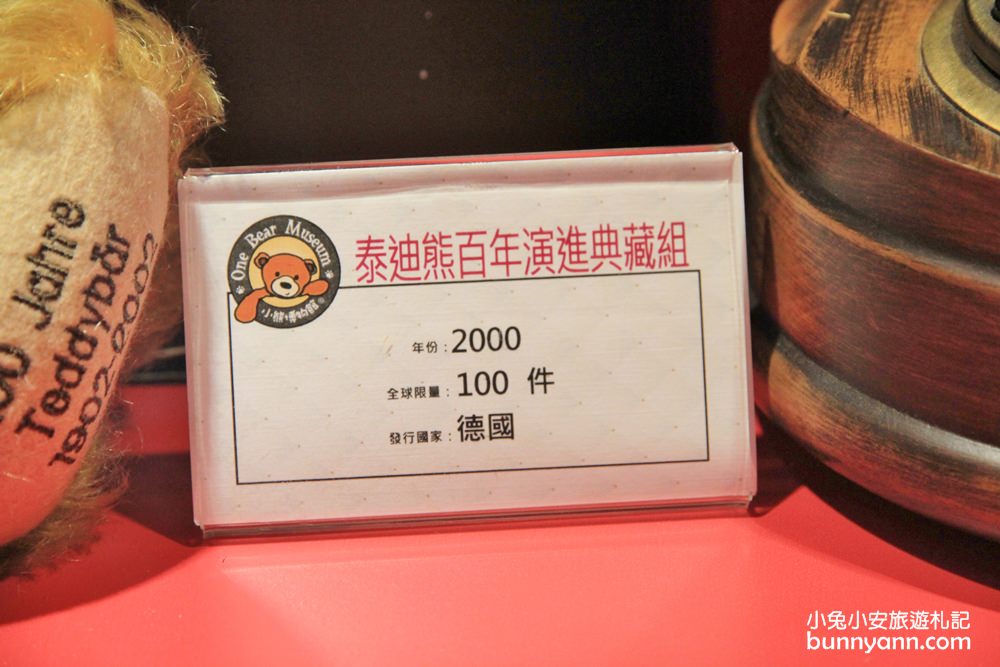 One Bear Museum
泰迪熊百年演進典藏組
年份：2000
全球限量：100 件
發行國家：德國
Jahre
Teddybär
1902-2002
小兔小安旅遊札記
bunnyann.com